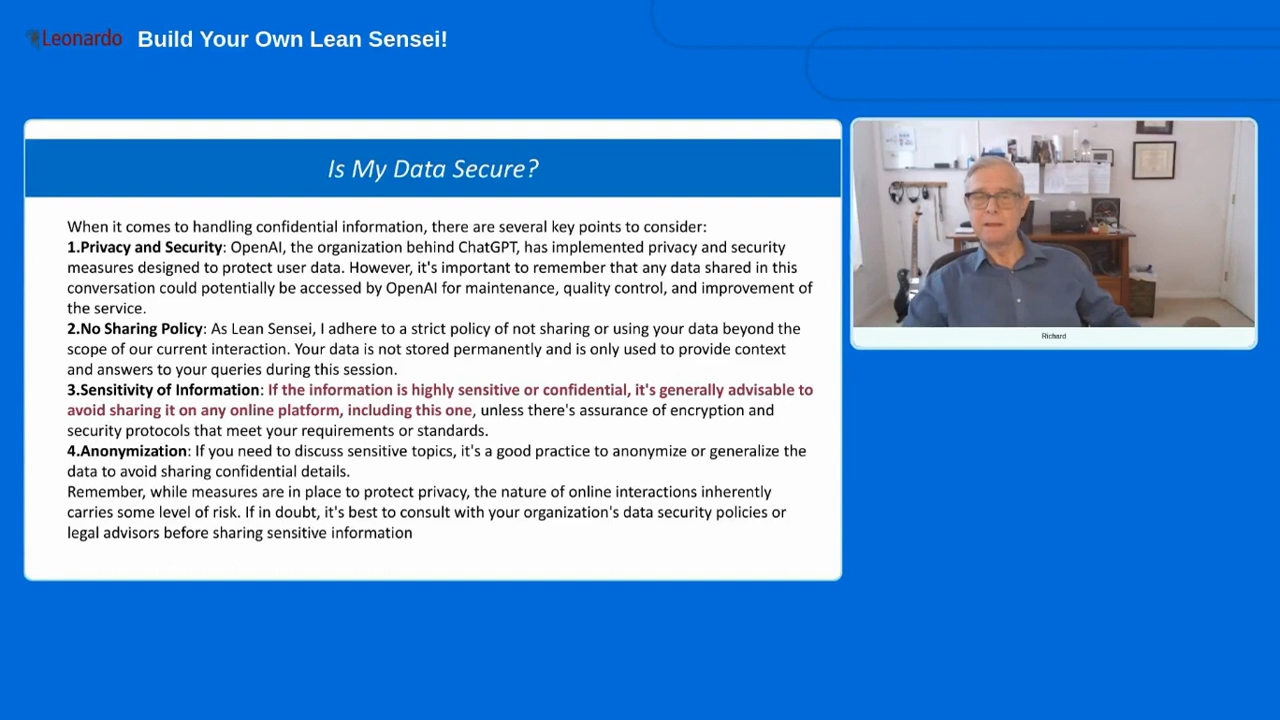 Leonardo Build Your Own Lean Sensei!
Is My Data Secure?
When it comes to handling confidential information, there are several key points to consider:
1.Privacy and Security: OpenAI, the organization behind ChatGPT, has implemented privacy and security
measures designed to protect user data. However, it's important to remember that any data shared in this
conversation could potentially be accessed by OpenAI for maintenance, quality control, and improvement of
the service.
2.No Sharing Policy: As Lean Sensei, I adhere to a strict policy of not sharing or using your data beyond the
scope of our current interaction. Your data is not stored permanently and is only used to provide context
and answers to your queries during this session.
3.Sensitivity of Information: If the information is highly sensitive or confidential, it's generally advisable to
avoid sharing it on any online platform, including this one, unless there's assurance of encryption and
security protocols that meet your requirements or standards.
4.Anonymization: If you need to discuss sensitive topics, it's a good practice to anonymize or generalize the
data to avoid sharing confidential details.
Remember, while measures are in place to protect privacy, the nature of online interactions inherently
carries some level of risk. If in doubt, it's best to consult with your organization's data security policies or
legal advisors before sharing sensitive information
Richard